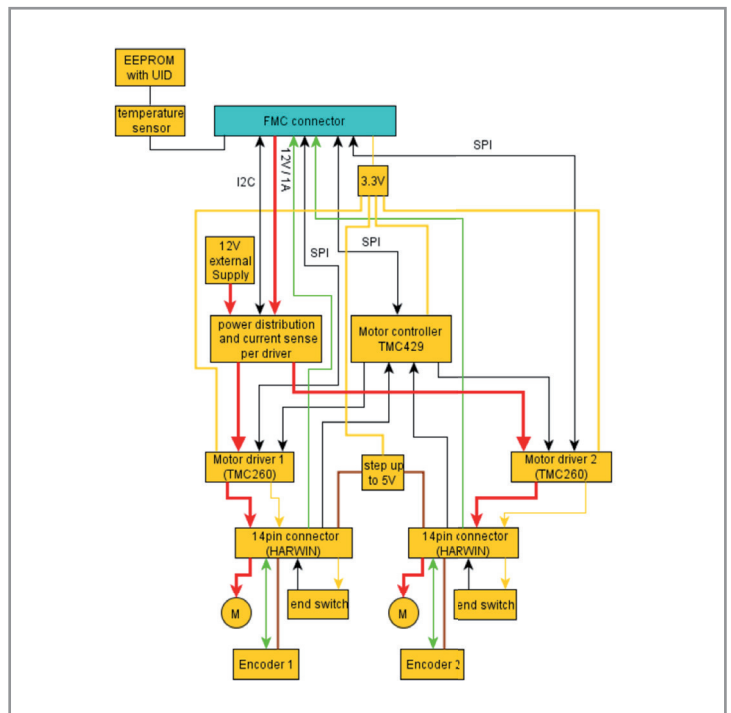 EEPROM
with UID
temperature
sensor
FMC connector
I2C
12V / 1A
SPI
SPI
SPI
3.3V
12V
external
Supply
power distribution
and current sense
per driver
Motor controller
TMC429
Motor driver 1
(TMC260)
step up
to 5V
Motor driver 2
(TMC260)
14pin connector
(HARWIN)
14pin connector
(HARWIN)
M
end switch
M
end switch
Encoder 1
Encoder 2